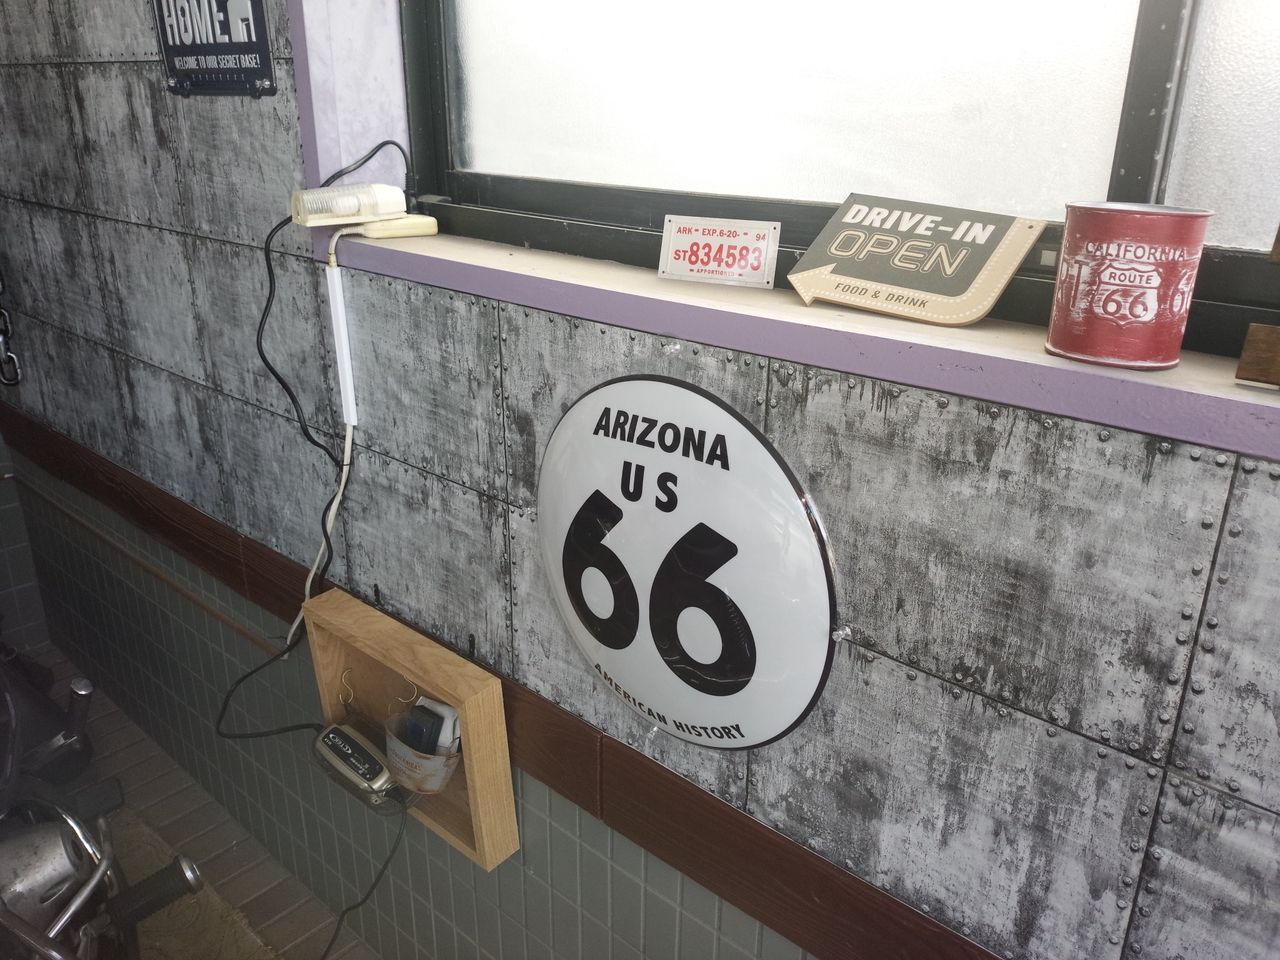 HOME
WELCOME TO OUR SECRET BASE!
ARK - EXP.6-20- 94
ST834583
APPORTIONED
DRIVE-IN
OPEN
FOOD & DRINK
CALIFORNIA
ROUTE
66
ARIZONA
US
66
AMERICAN HISTORY
CTEK